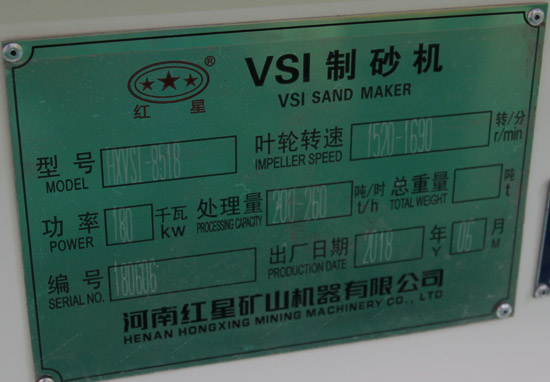 ® VSI 制砂机
红星 VSI SAND MAKER
型号 HXVSI-8518 叶轮转速 1520-1690 转/分
MODEL IMPELLER SPEED r/min
功率 180 千瓦 处理量 200-260 吨/时 总重量 吨
POWER kw PROCESSING CAPACITY t/h TOTAL WEIGHT t
编号 180606 出厂日期 2018 年 06 月
SERIAL NO. PRODUCTION DATE Y M
河南红星矿山机器有限公司
HENAN HONGXING MINING MACHINERY CO., LTD